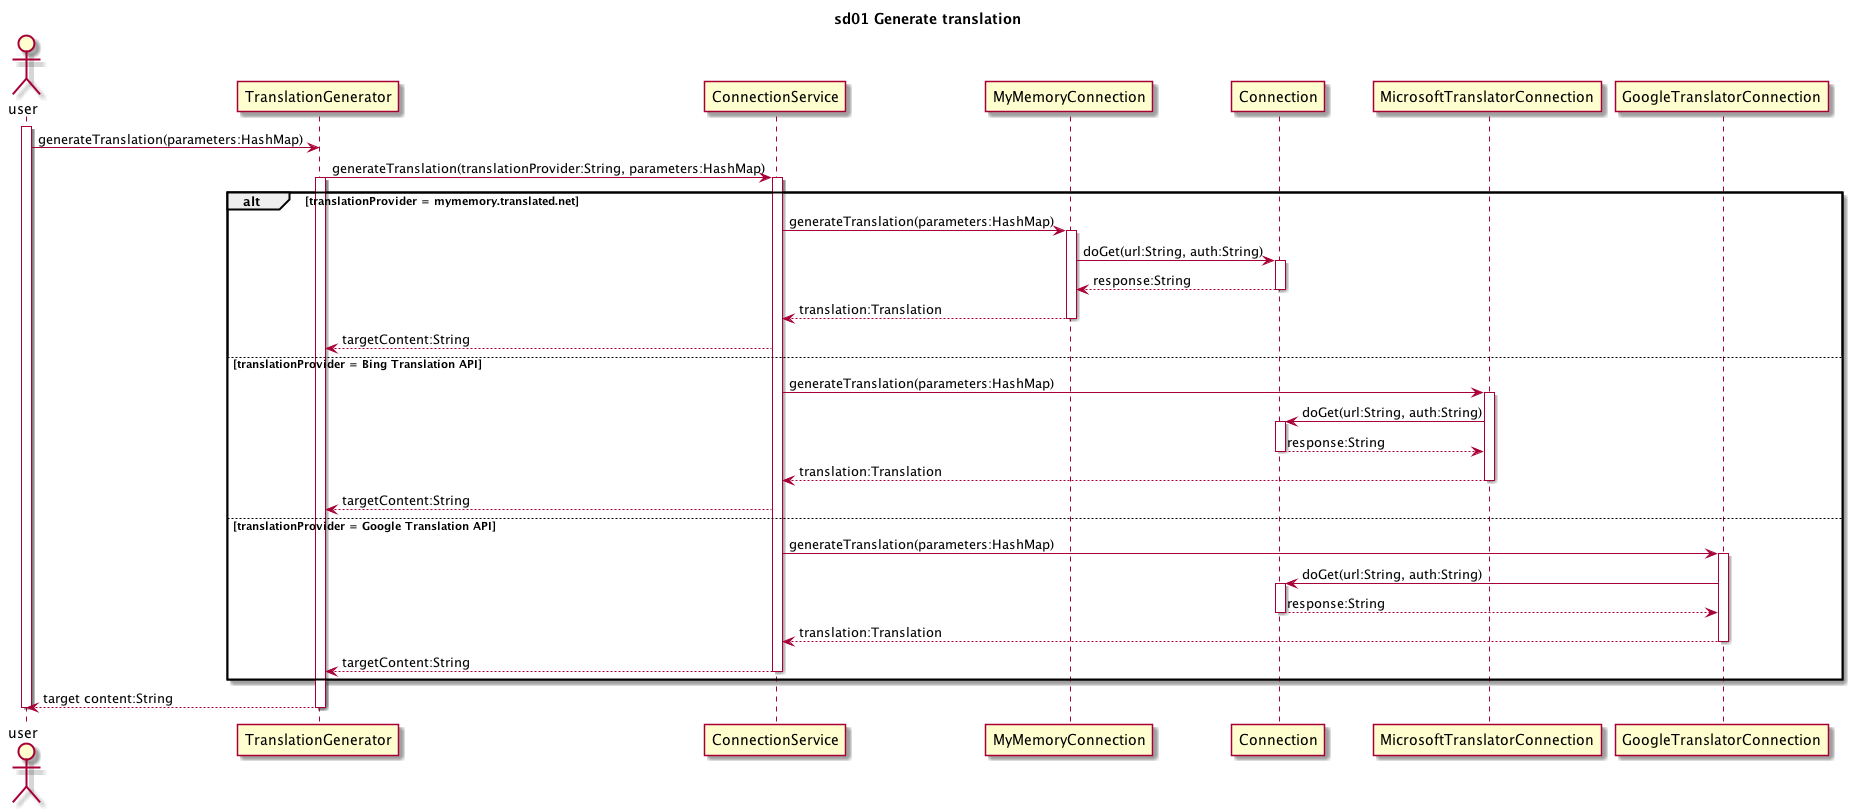 sd01 Generate translation
user
TranslationGenerator
ConnectionService
MyMemoryConnection
Connection
MicrosoftTranslatorConnection
GoogleTranslatorConnection
generateTranslation(parameters:HashMap)
generateTranslation(translationProvider:String, parameters:HashMap)
alt
[translationProvider = mymemory.translated.net]
generateTranslation(parameters:HashMap)
doGet(url:String, auth:String)
response:String
translation:Translation
targetContent:String
[translationProvider = Bing Translation API]
generateTranslation(parameters:HashMap)
doGet(url:String, auth:String)
response:String
translation:Translation
targetContent:String
[translationProvider = Google Translation API]
generateTranslation(parameters:HashMap)
doGet(url:String, auth:String)
response:String
translation:Translation
targetContent:String
target content:String
user
TranslationGenerator
ConnectionService
MyMemoryConnection
Connection
MicrosoftTranslatorConnection
GoogleTranslatorConnection